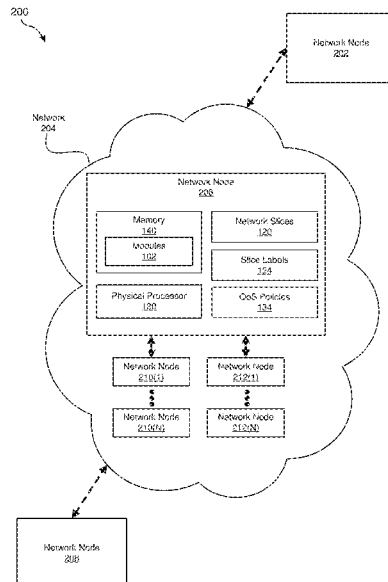 200
Network Node
202
Network
204
Network Node
206
Memory
140
Modules
102
Network Slices
120
Slice Labels
124
Physical Processor
130
QoS Policies
134
Network Node
210(1)
Network Node
212(1)
Network Node
210(N)
Network Node
212(N)
Network Node
208